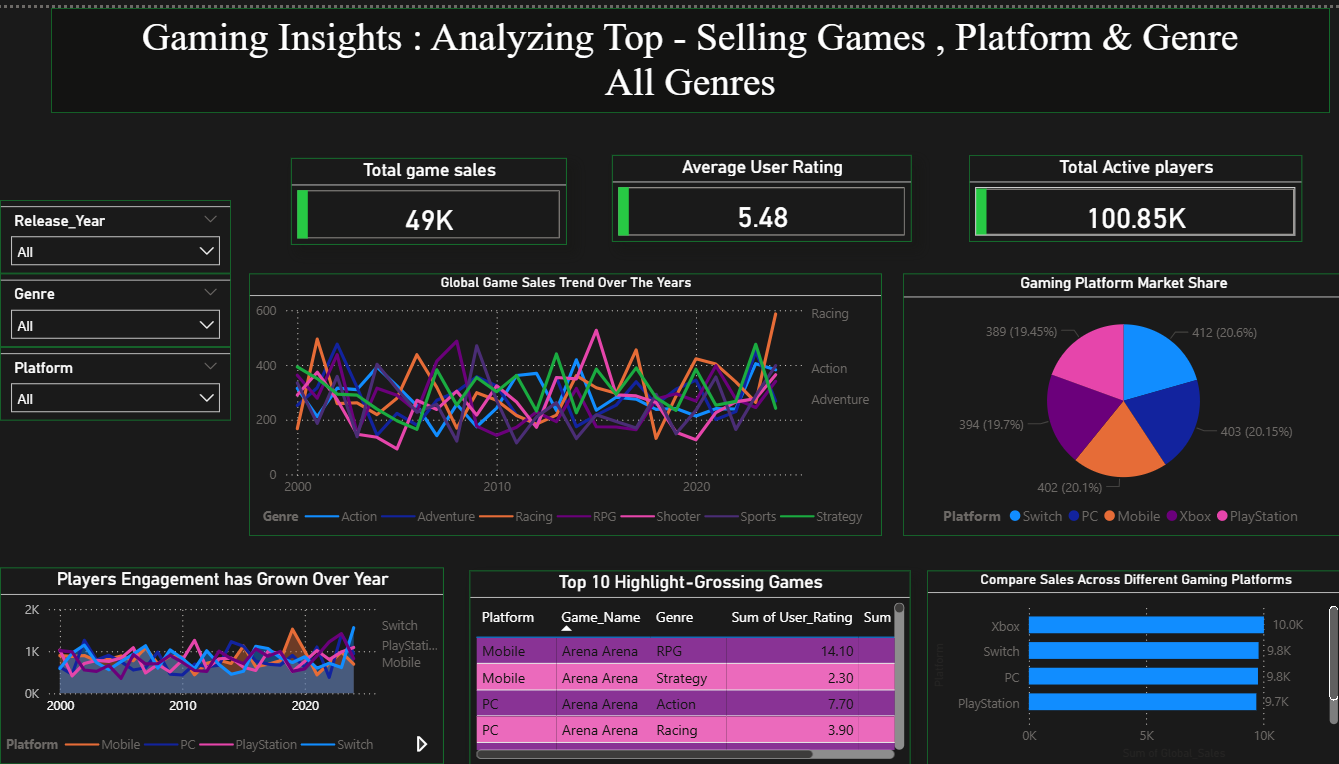 Gaming Insights : Analyzing Top - Selling Games , Platform & Genre
All Genres
Total game sales
49K
Average User Rating
5.48
Total Active players
100.85K
Release_Year
All
Genre
All
Platform
All
Global Game Sales Trend Over The Years
600
400
200
0
2000 2010 2020
Racing
Action
Adventure
Genre Action Adventure Racing RPG Shooter Sports Strategy
Gaming Platform Market Share
389 (19.45%) 412 (20.6%)
394 (19.7%) 403 (20.15%)
402 (20.1%)
Platform Switch PC Mobile Xbox PlayStation
Players Engagement has Grown Over Year
2K
1K
0K
2000 2010 2020
Switch
PlayStati...
Mobile
Platform Mobile PC PlayStation Switch
Top 10 Highlight-Grossing Games
Platform Game_Name Genre Sum of User_Rating Sum
Mobile Arena Arena RPG 14.10
Mobile Arena Arena Strategy 2.30
PC Arena Arena Action 7.70
PC Arena Arena Racing 3.90
Compare Sales Across Different Gaming Platforms
Platform
Xbox 10.0K
Switch 9.8K
PC 9.8K
PlayStation 9.7K
0K 5K 10K
Sum of Global_Sales